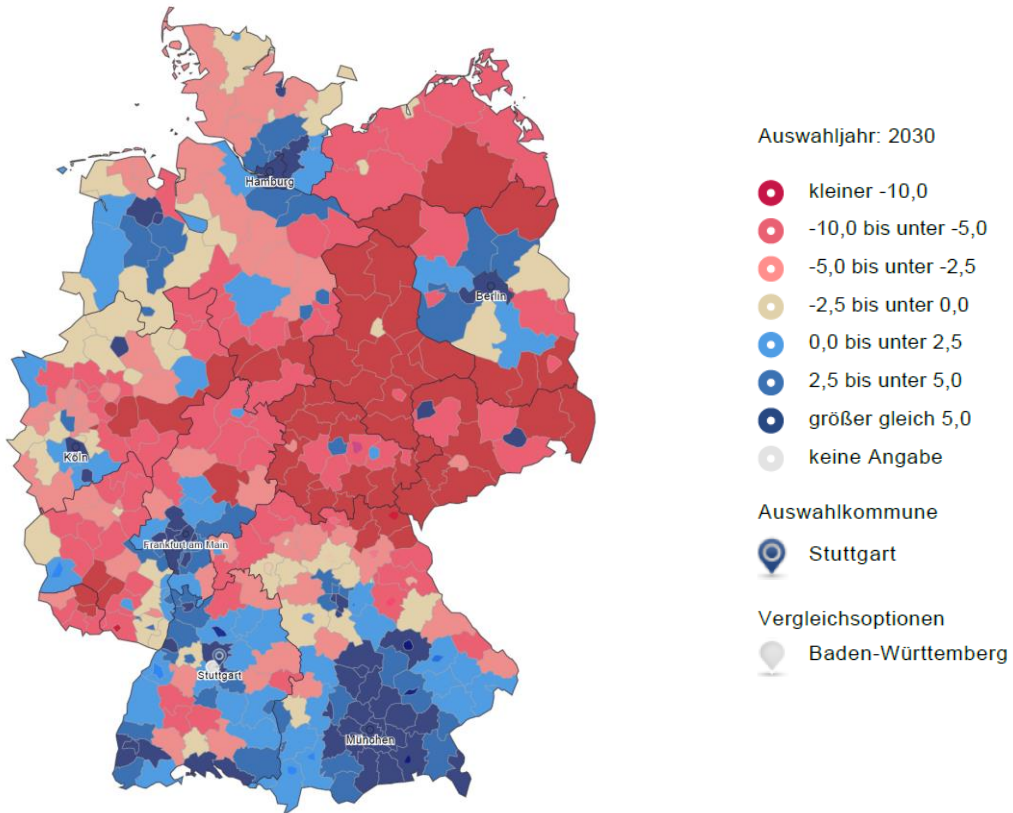 Hamburg
Berlin
Köln
Frankfurt am Main
Stuttgart
München
Auswahljahr: 2030
kleiner -10,0
-10,0 bis unter -5,0
-5,0 bis unter -2,5
-2,5 bis unter 0,0
0,0 bis unter 2,5
2,5 bis unter 5,0
größer gleich 5,0
keine Angabe
Auswahlkommune
Stuttgart
Vergleichsoptionen
Baden-Württemberg